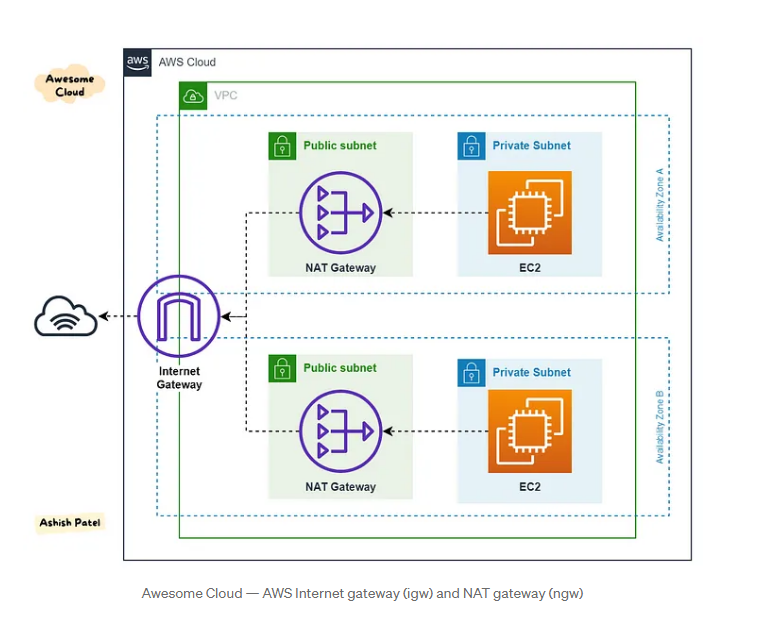 aws
AWS Cloud
Awesome
Cloud
VPC
Public subnet
Private Subnet
Availability Zone A
NAT Gateway
EC2
Internet
Gateway
Public subnet
Private Subnet
Availability Zone B
NAT Gateway
EC2
Ashish Patel
Awesome Cloud — AWS Internet gateway (igw) and NAT gateway (ngw)